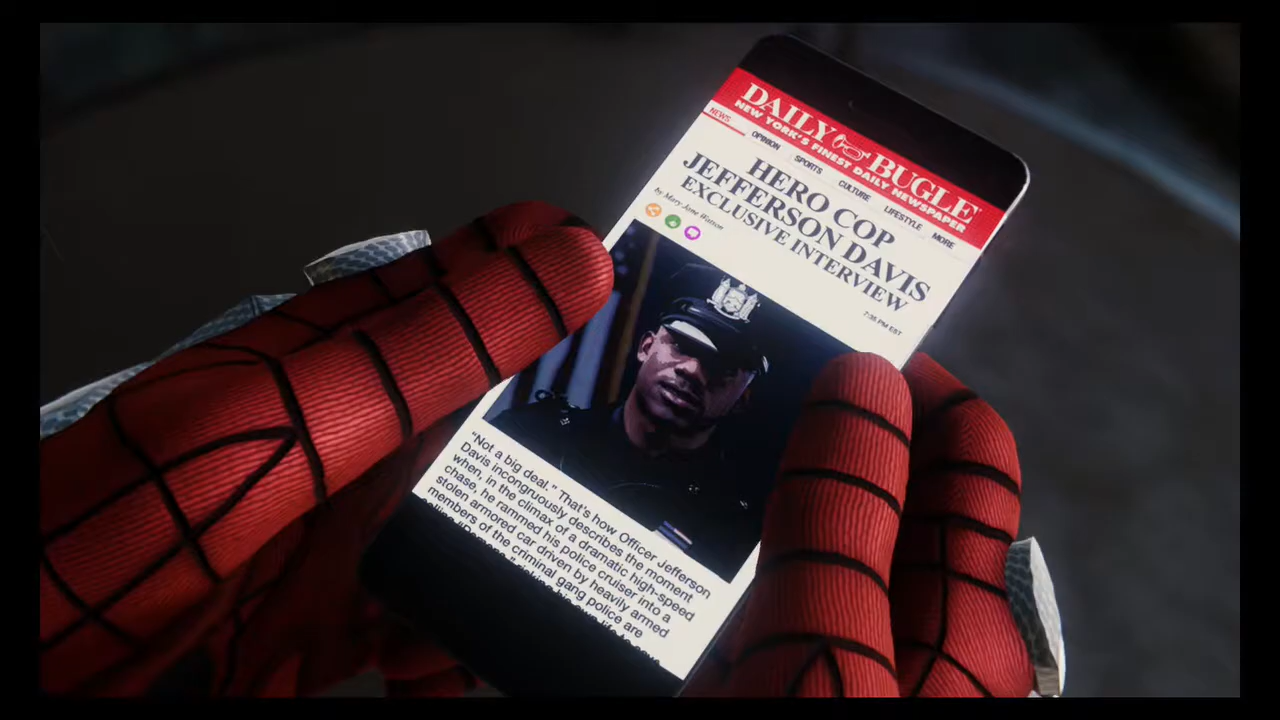 DAILY BUGLE
NEW YORK'S FINEST DAILY NEWSPAPER
NEWS OPINION SPORTS CULTURE LIFESTYLE MORE
HERO COP
JEFFERSON DAVIS
EXCLUSIVE INTERVIEW
by Mary Jane Watson
7:35 PM EST
"Not a big deal." That's how Officer Jefferson
Davis incongruously describes the moment
when, in the climax of a dramatic high-speed
chase, he rammed his police cruiser into a
stolen armored car driven by heavily armed
members of the criminal gang police are